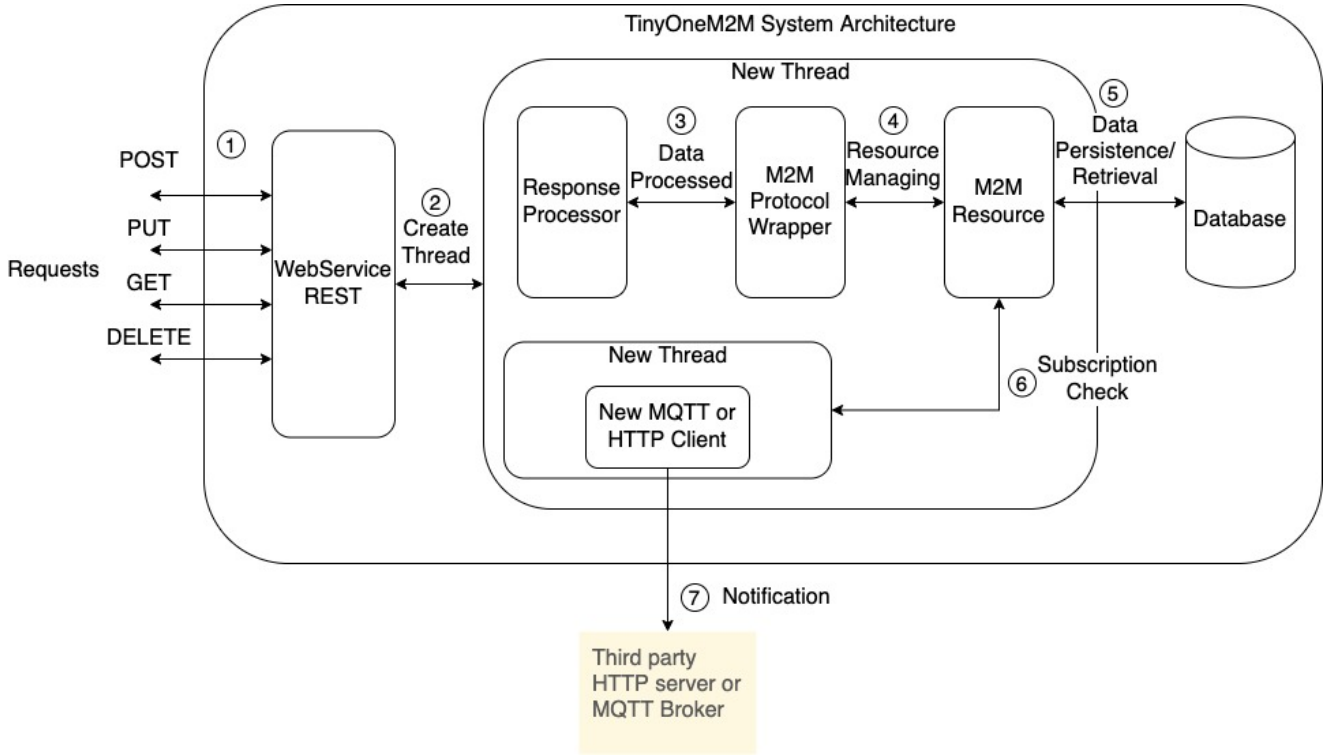 TinyOneM2M System Architecture
New Thread
1
POST
PUT
Requests
GET
DELETE
WebService
REST
2
Create
Thread
Response
Processor
3
Data
Processed
M2M
Protocol
Wrapper
4
Resource
Managing
M2M
Resource
5
Data
Persistence/
Retrieval
Database
New Thread
New MQTT or
HTTP Client
6
Subscription
Check
7
Notification
Third party
HTTP server or
MQTT Broker